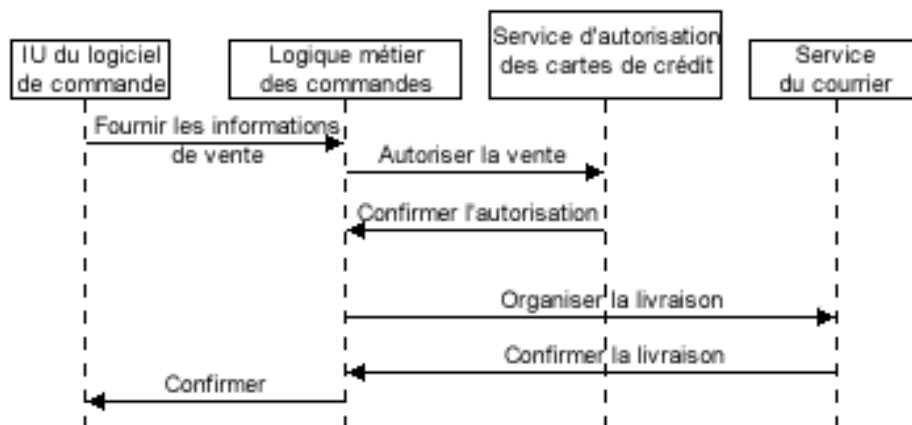 IU du logiciel
de commande
Logique métier
des commandes
Service d'autorisation
des cartes de crédit
Service
du courrier
Fournir les informations
de vente
Autoriser la vente
Confirmer l'autorisation
Organiser la livraison
Confirmer la livraison
Confirmer